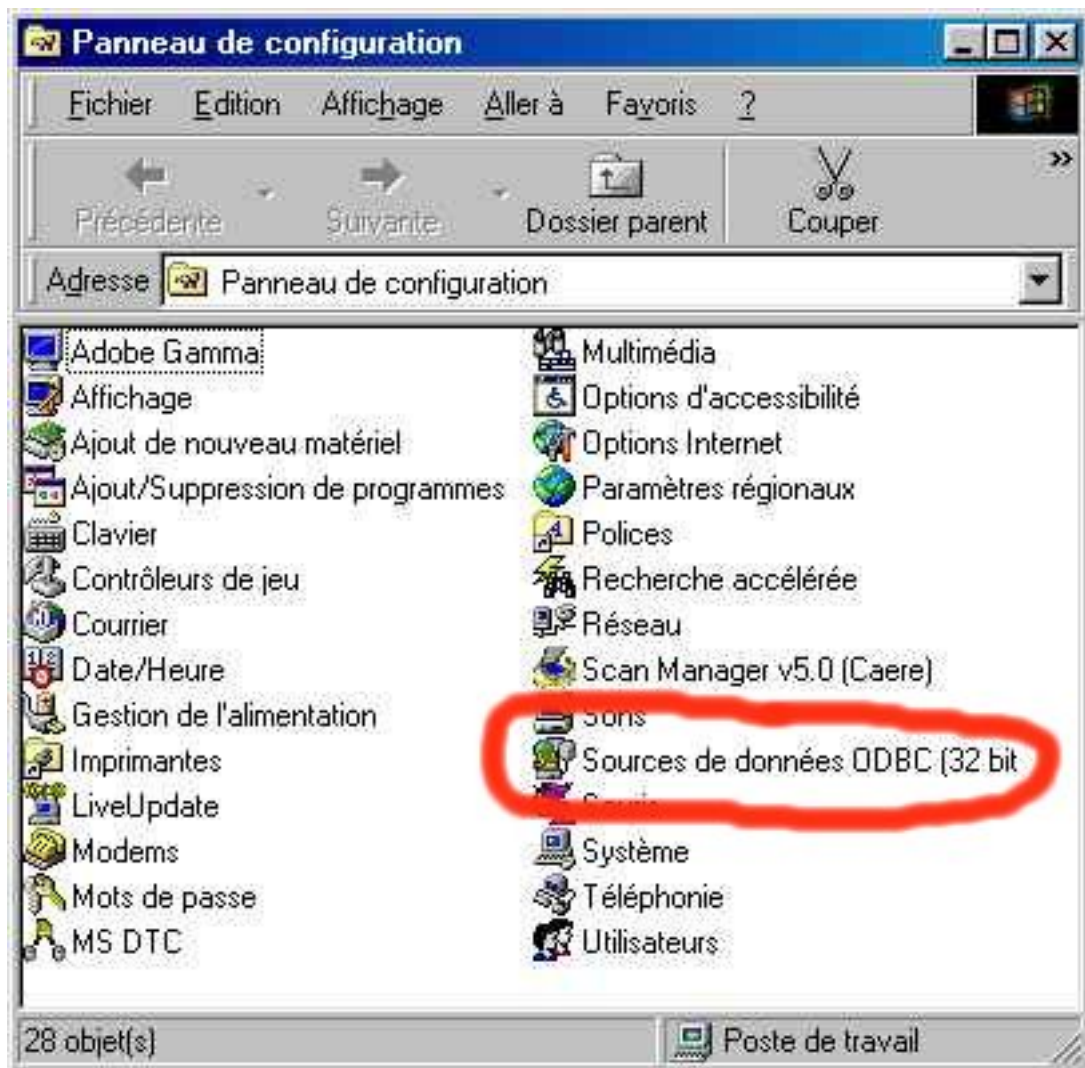 Panneau de configuration
Fichier Edition Affichage Aller à Favoris ?
Précédente Suivante Dossier parent Couper »
Adresse Panneau de configuration
Adobe Gamma
Affichage
Ajout de nouveau matériel
Ajout/Suppression de programmes
Clavier
Contrôleurs de jeu
Courrier
Date/Heure
Gestion de l'alimentation
Imprimantes
LiveUpdate
Modems
Mots de passe
MS DTC
Multimédia
Options d'accessibilité
Options Internet
Paramètres régionaux
Polices
Recherche accélérée
Réseau
Scan Manager v5.0 (Caere)
Sons
Sources de données ODBC (32 bit
Souris
Système
Téléphonie
Utilisateurs
28 objet(s) Poste de travail